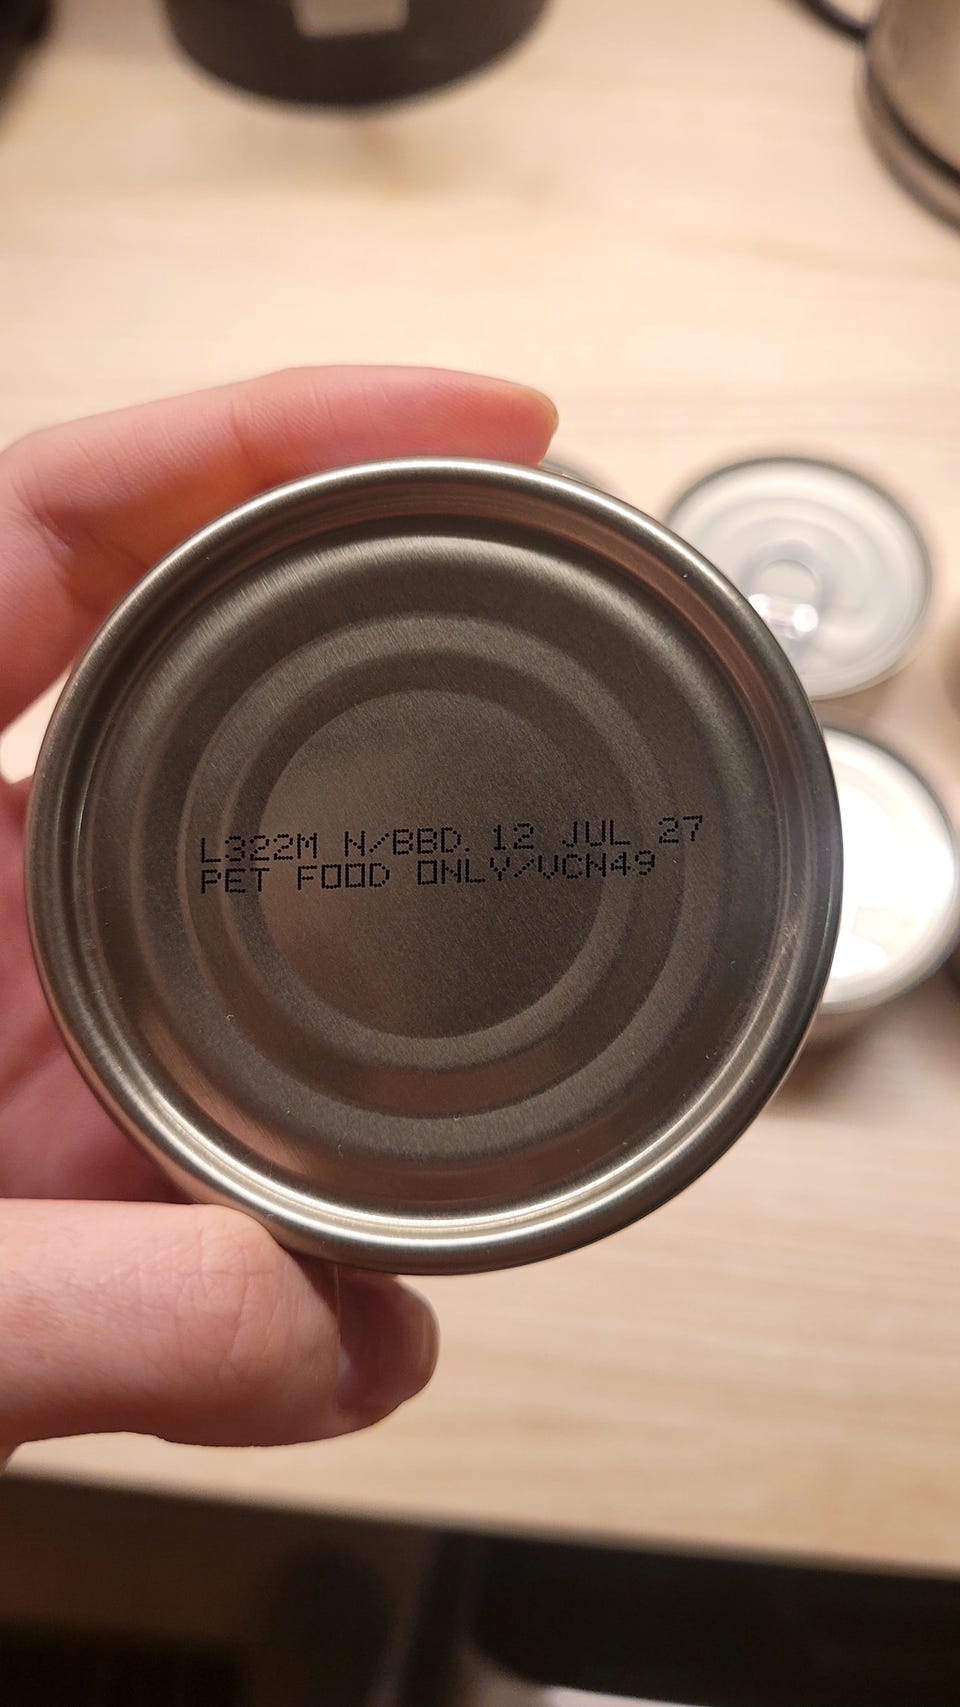 L322M N/BBD. 12 JUL 27
PET FOOD ONLY/VCN49